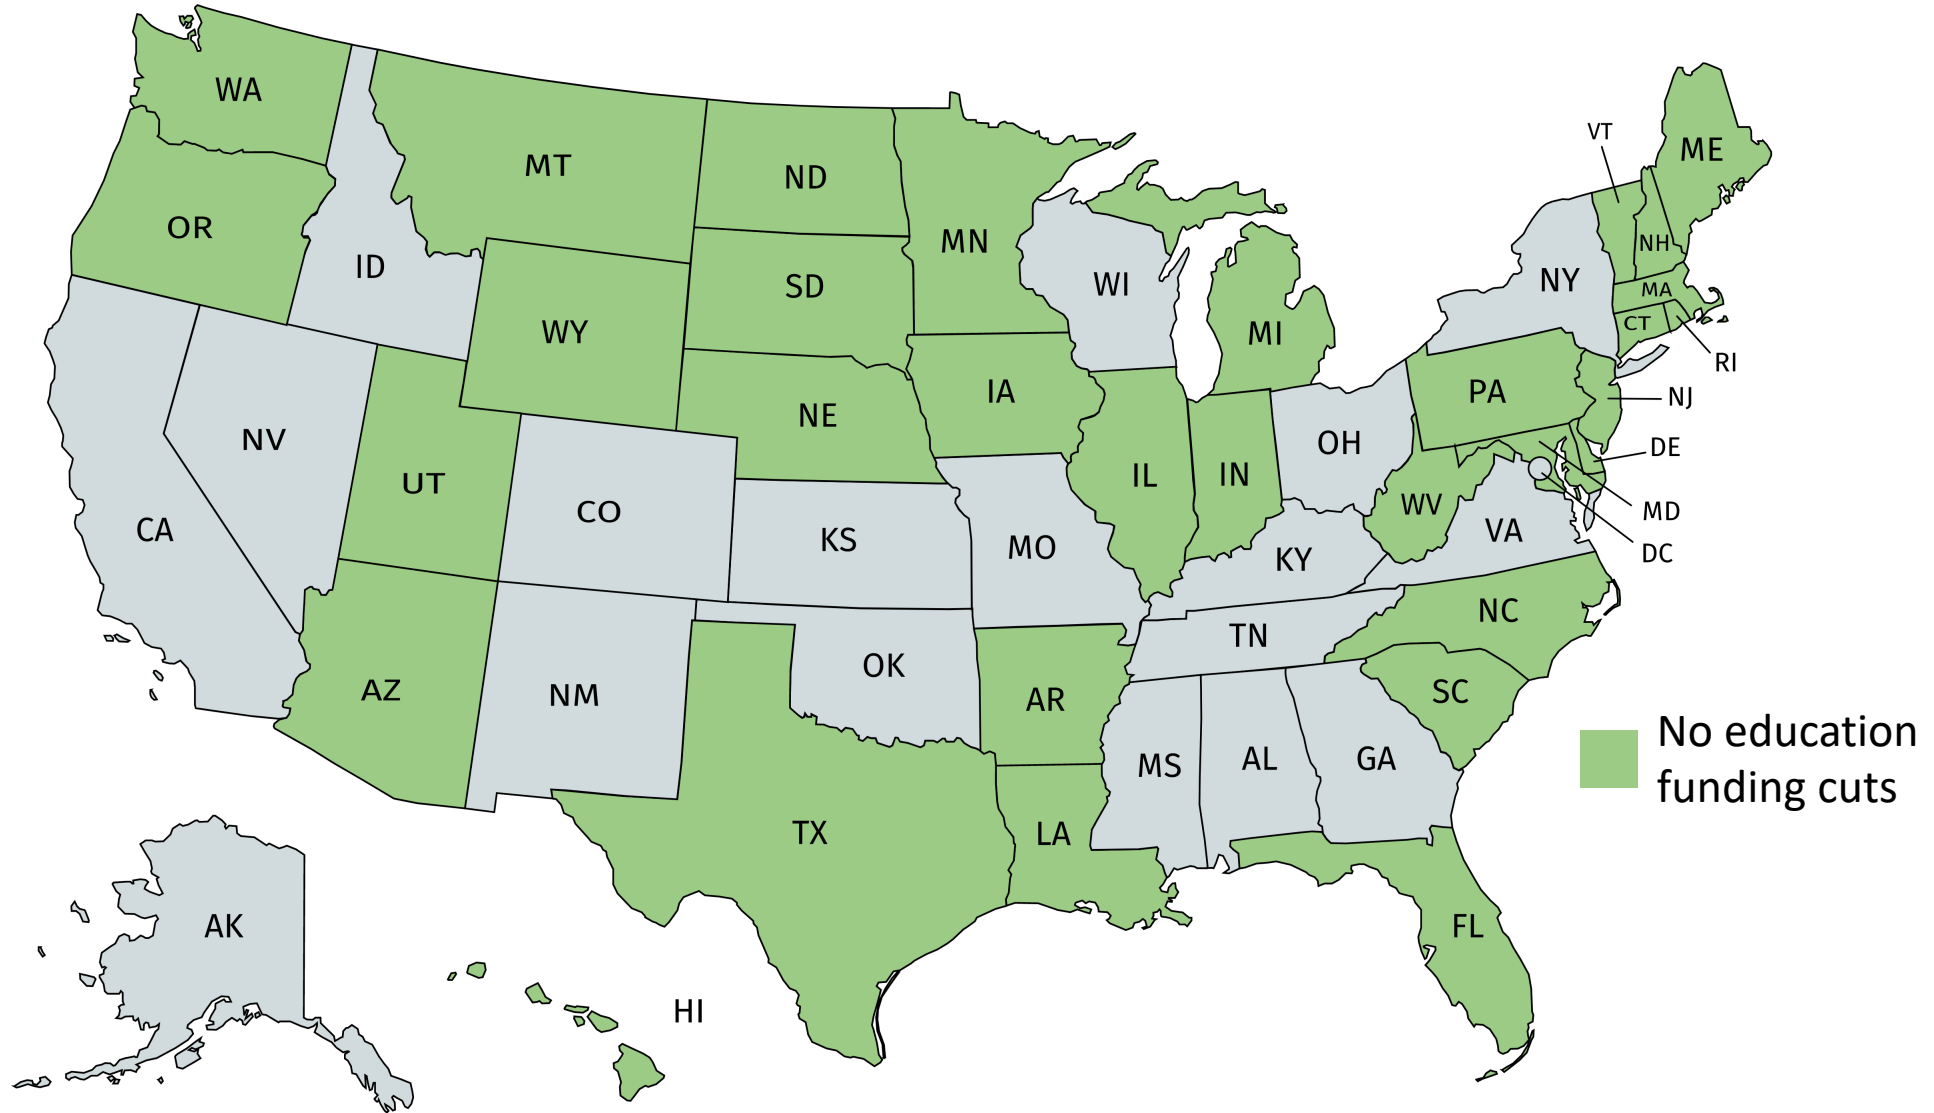 WA
MT
ND
MN
VT
ME
OR
ID
SD
WI
NH
NY
MA
WY
MI
CT
RI
IA
PA
NJ
NE
NV
OH
DE
UT
IL
IN
WV
CO
MD
CA
KS
MO
KY
VA
DC
NC
TN
OK
AZ
NM
AR
SC
No education
funding cuts
MS
AL
GA
TX
LA
AK
FL
HI